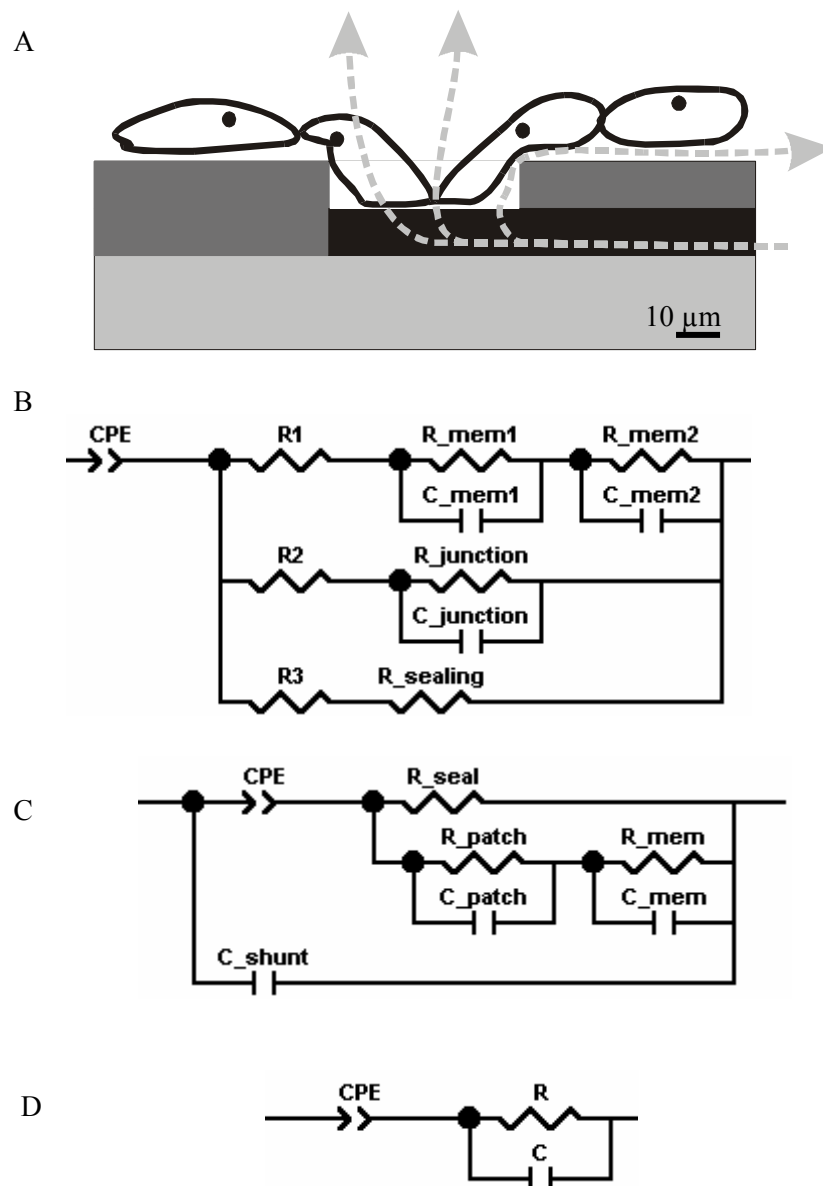 A
10 µm
B
CPE R1 R_mem1 R_mem2
C_mem1 C_mem2
R2 R_junction
C_junction
R3 R_sealing
C
CPE R_seal
R_patch R_mem
C_patch C_mem
C_shunt
D
CPE R
C